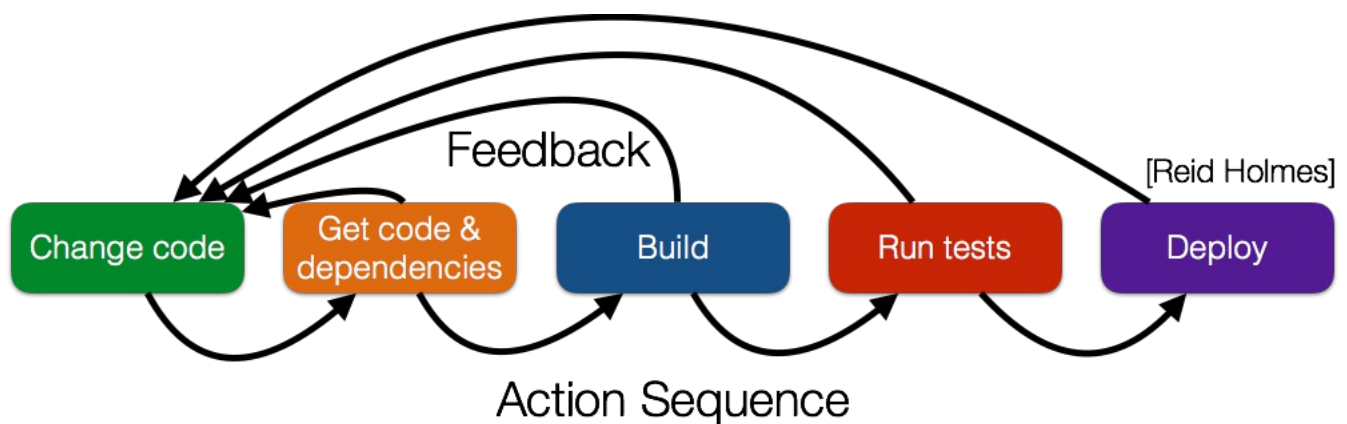 Feedback
[Reid Holmes]
Change code
Get code &
dependencies
Build
Run tests
Deploy
Action Sequence